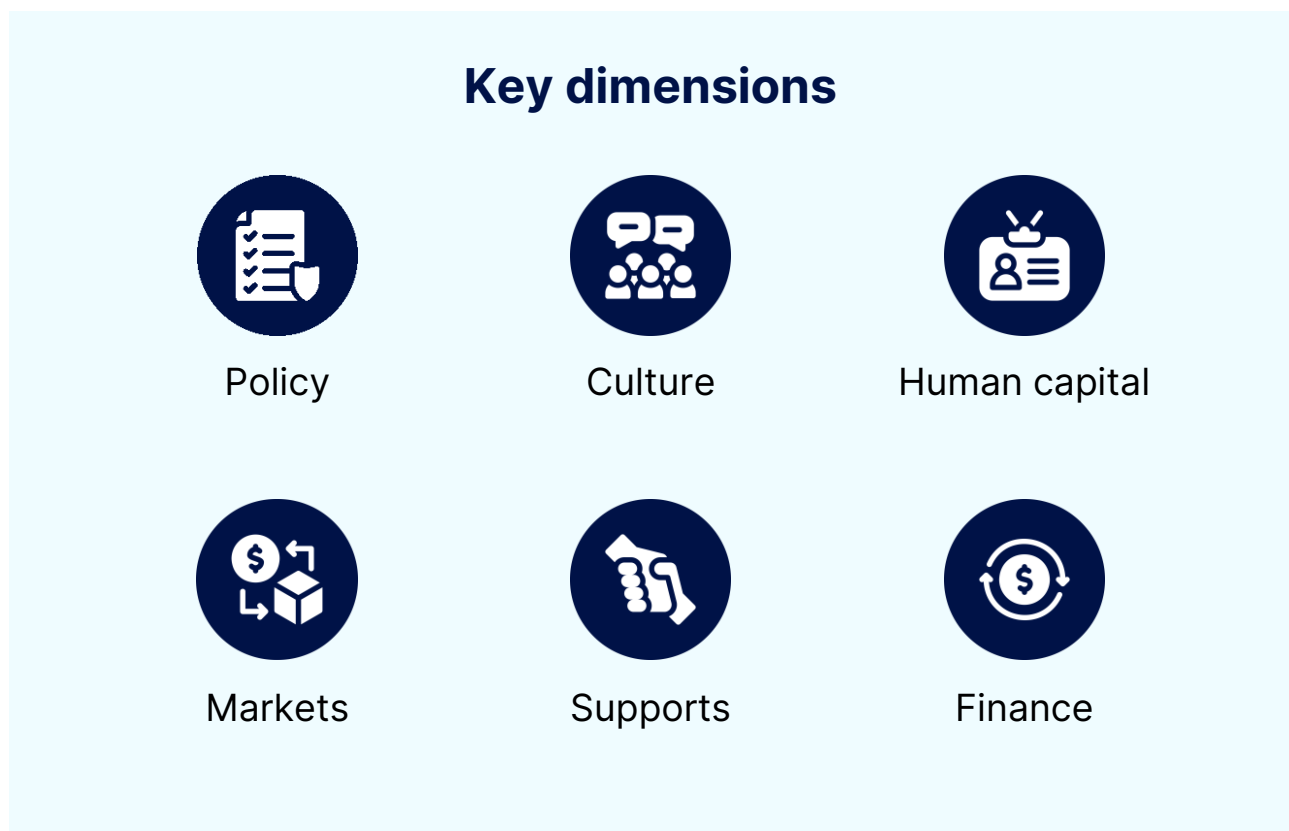 Key dimensions
Policy
Culture
Human capital
Markets
Supports
Finance